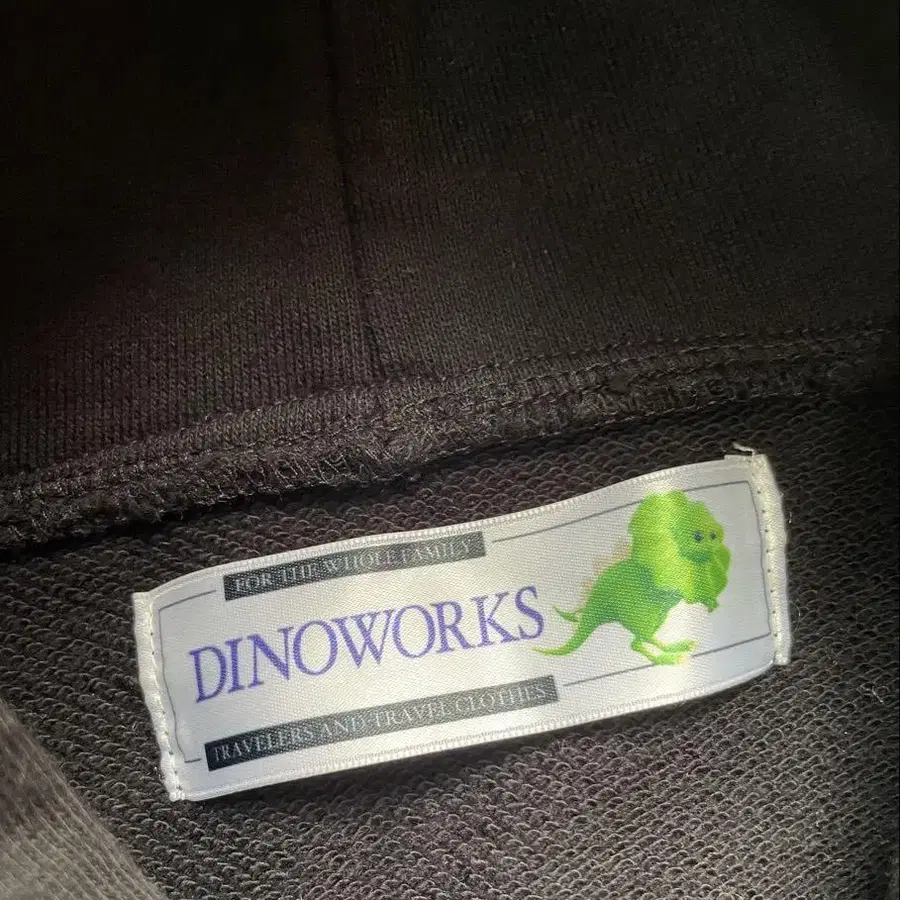 FOR THE WHOLE FAMILY
DINOWORKS
TRAVELERS AND TRAVEL CLOTHES